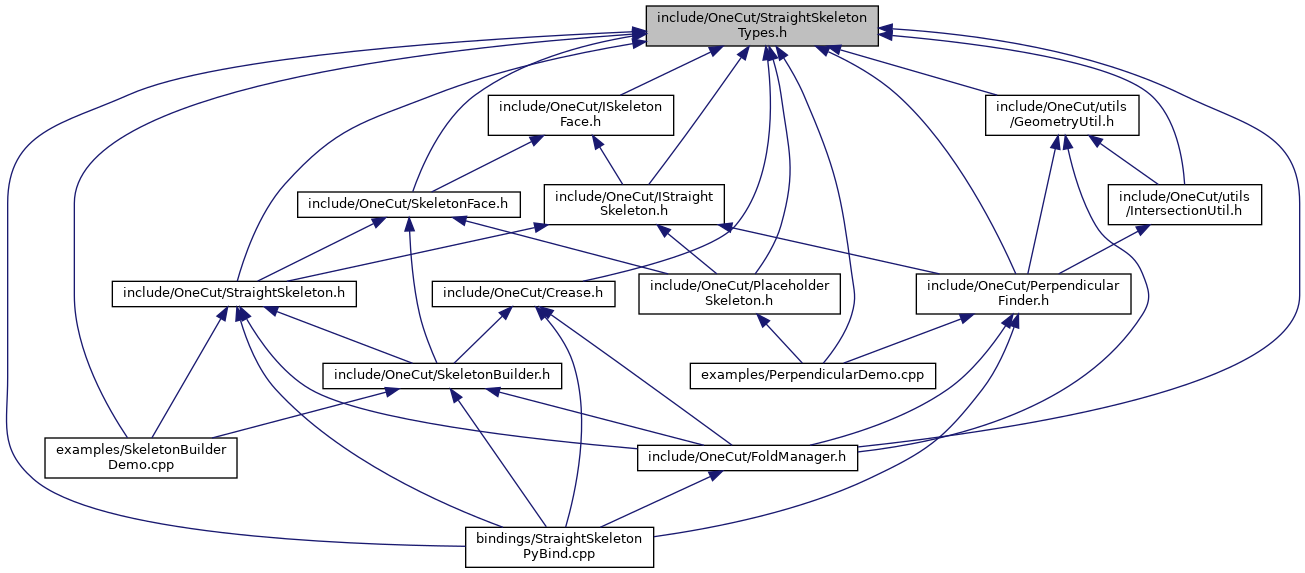 include/OneCut/StraightSkeleton
Types.h
include/OneCut/ISkeleton
Face.h
include/OneCut/utils
/GeometryUtil.h
include/OneCut/SkeletonFace.h
include/OneCut/IStraight
Skeleton.h
include/OneCut/utils
/IntersectionUtil.h
include/OneCut/StraightSkeleton.h
include/OneCut/Crease.h
include/OneCut/Placeholder
Skeleton.h
include/OneCut/Perpendicular
Finder.h
include/OneCut/SkeletonBuilder.h
examples/PerpendicularDemo.cpp
examples/SkeletonBuilder
Demo.cpp
include/OneCut/FoldManager.h
bindings/StraightSkeleton
PyBind.cpp